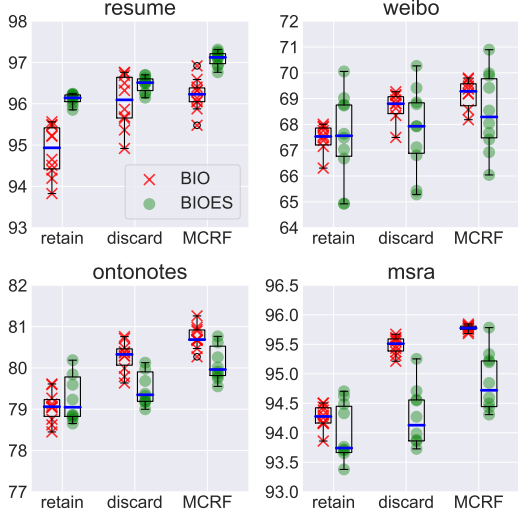 resume
98
97
96
95
94
93
BIO
BIOES
retain discard MCRF
weibo
72
71
70
69
68
67
66
65
64
retain discard MCRF
ontonotes
82
81
80
79
78
77
retain discard MCRF
msra
96.5
96.0
95.5
95.0
94.5
94.0
93.5
93.0
retain discard MCRF